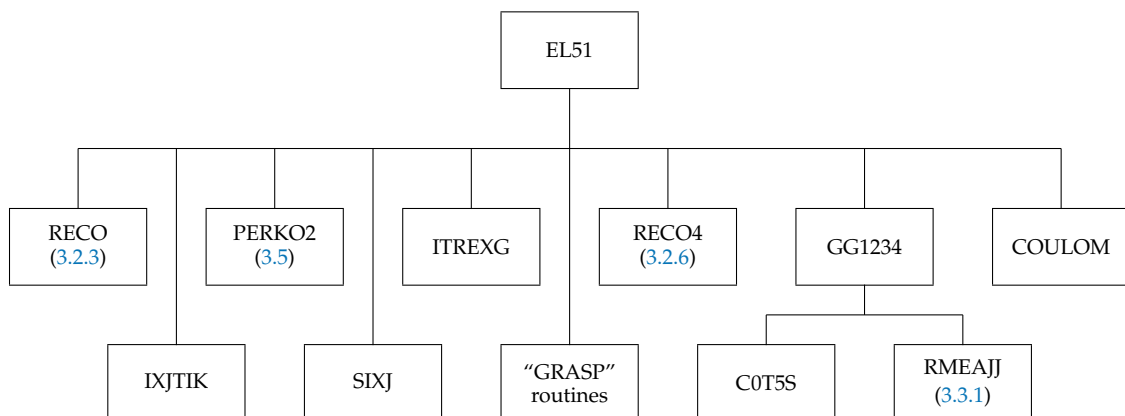 EL51
RECO
(3.2.3)
PERKO2
(3.5)
ITREXG
RECO4
(3.2.6)
GG1234
COULOM
IXJTIK
SIXJ
“GRASP”
routines
C0T5S
RMEAJJ
(3.3.1)